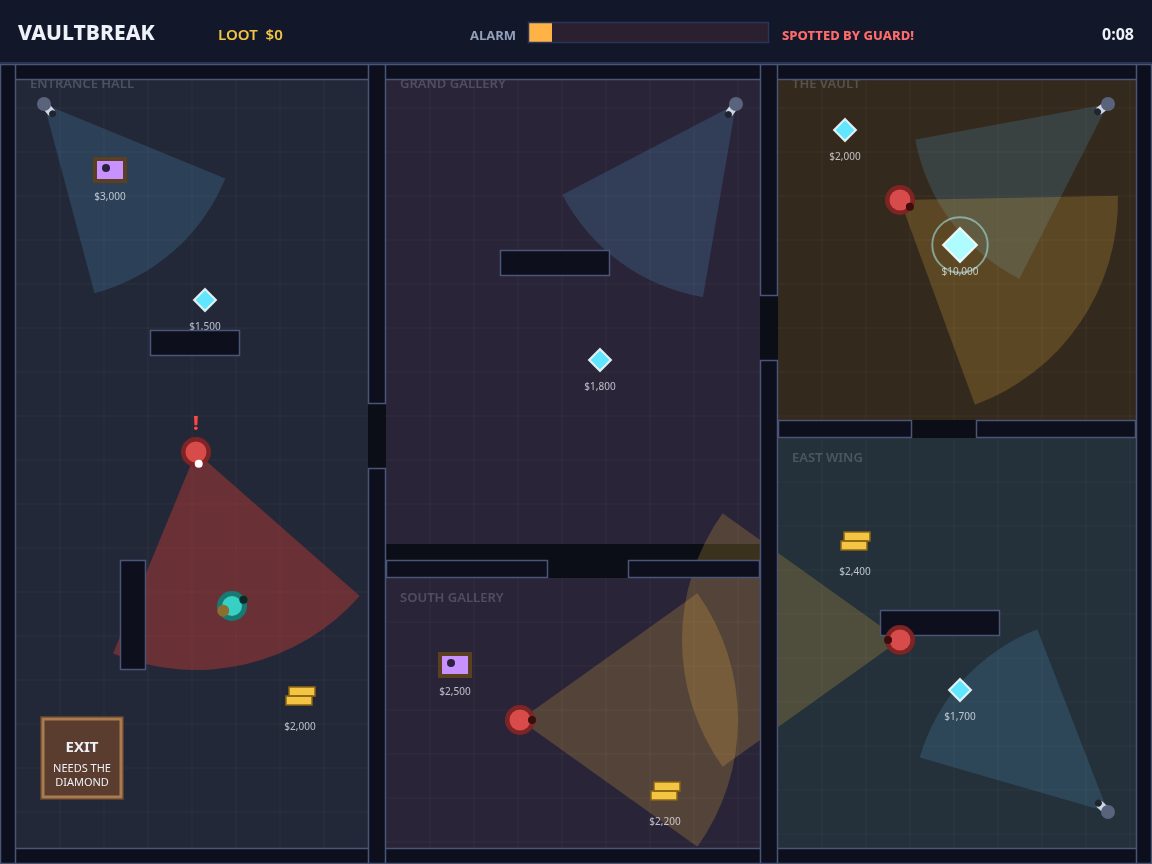 VAULTBREAK
LOOT $0
ALARM
SPOTTED BY GUARD!
0:08
ENTRANCE HALL
GRAND GALLERY
THE VAULT
$3,000
$2,000
$10,000
$1,500
$1,800
!
EAST WING
$2,400
SOUTH GALLERY
$2,500
$1,700
$2,000
$2,200
EXIT
NEEDS THE
DIAMOND